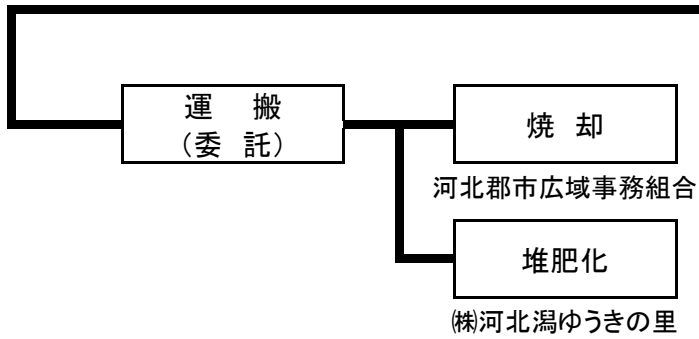 運　搬
(委　託)
焼　却
河北郡市広域事務組合
堆肥化
㈱河北潟ゆうきの里